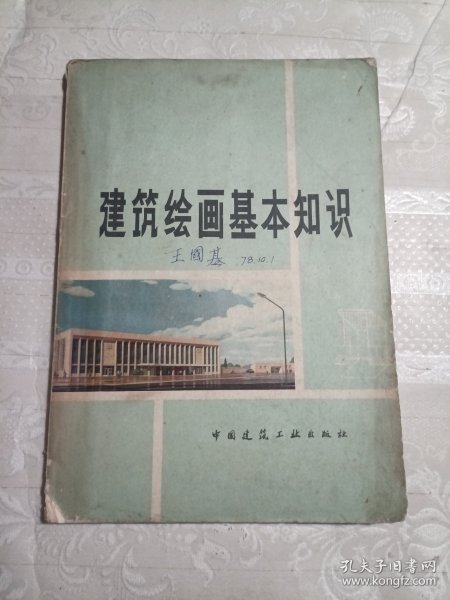 建筑绘画基本知识
王國基 78.10.1
中国建筑工业出版社
孔夫子旧书网
www.kongfz.com